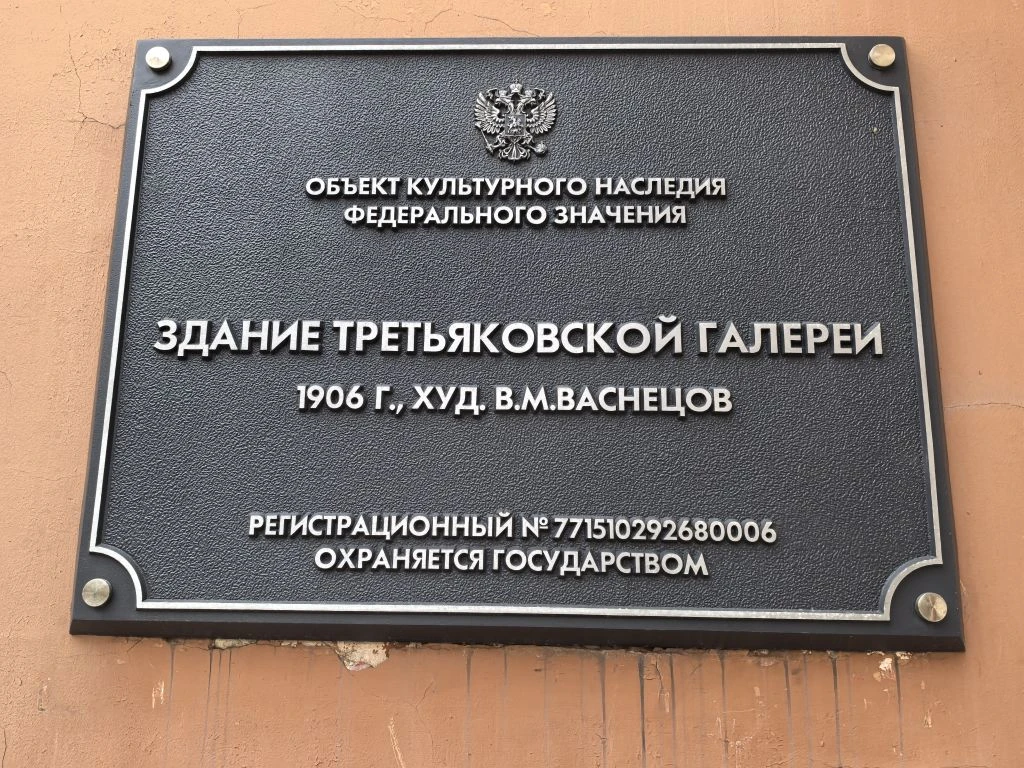 ОБЪЕКТ КУЛЬТУРНОГО НАСЛЕДИЯ
ФЕДЕРАЛЬНОГО ЗНАЧЕНИЯ
ЗДАНИЕ ТРЕТЬЯКОВСКОЙ ГАЛЕРЕИ
1906 Г., ХУД. В.М.ВАСНЕЦОВ
РЕГИСТРАЦИОННЫЙ № 771510292680006
ОХРАНЯЕТСЯ ГОСУДАРСТВОМ